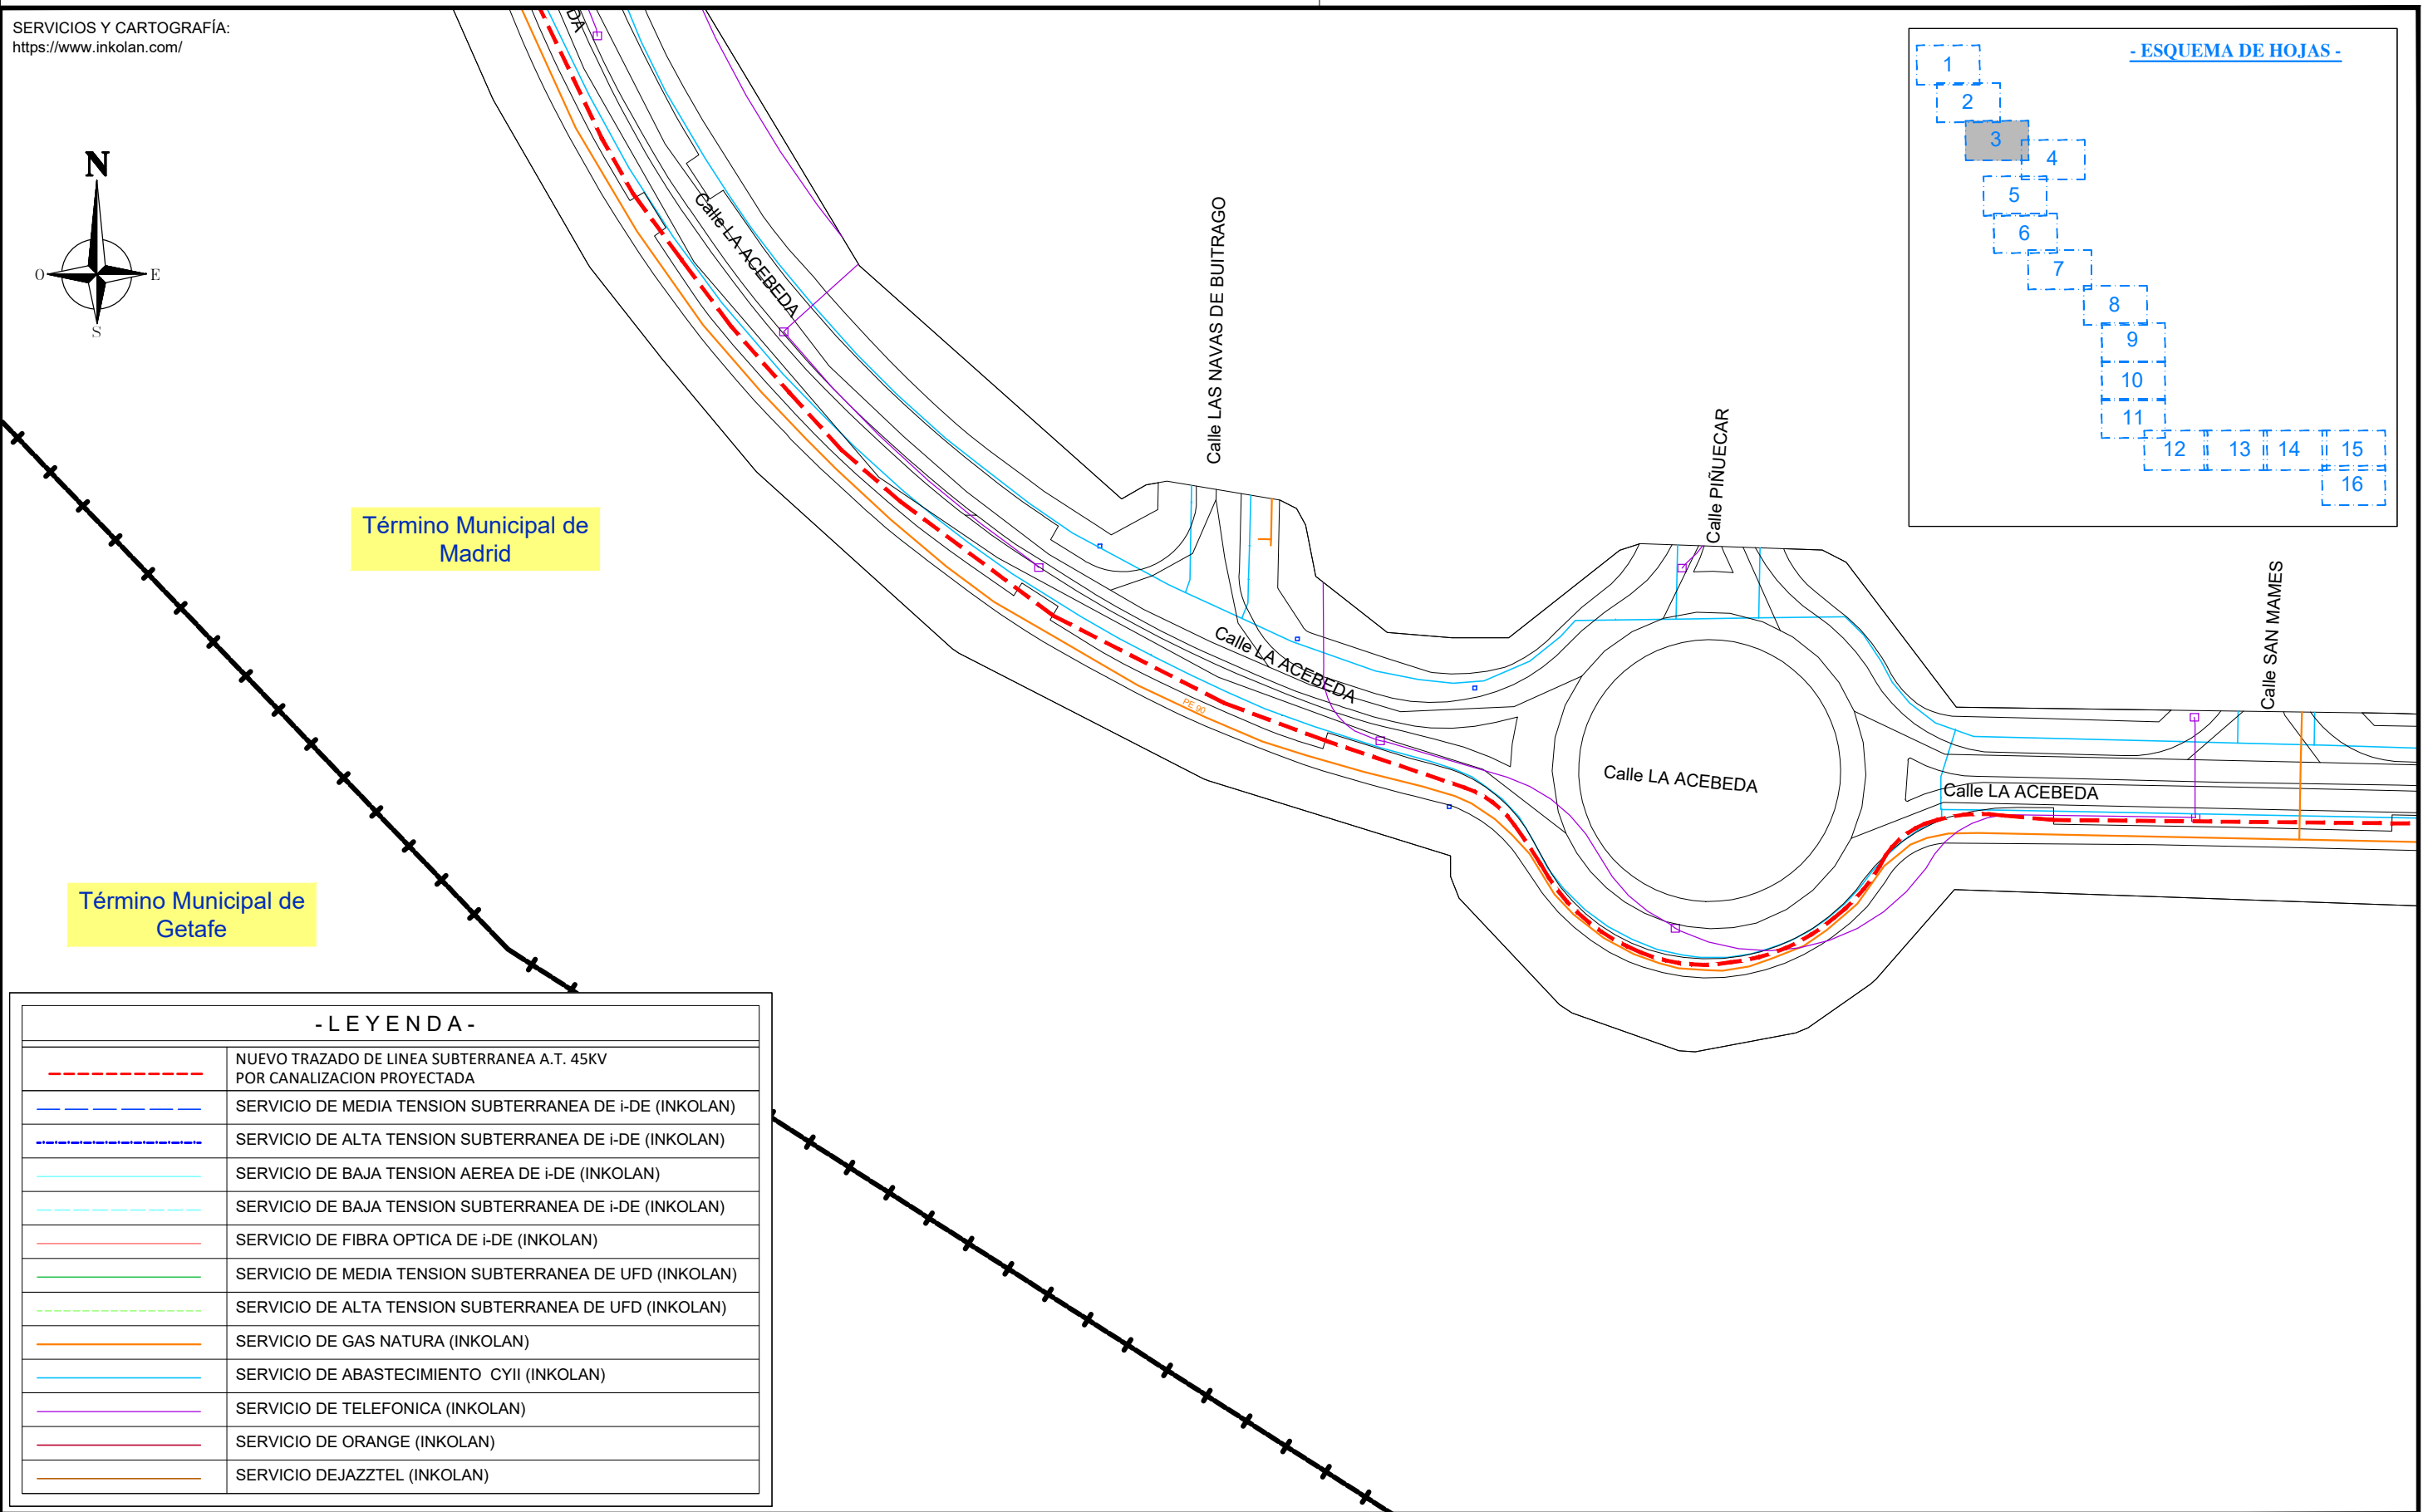 SERVICIOS Y CARTOGRAFÍA:
https://www.inkolan.com/
N
O
E
S
DA
Calle LA ACEBEDA
Calle LAS NAVAS DE BUITRAGO
Calle PIÑUECAR
Calle SAN MAMES
Calle LA ACEBEDA
Calle LA ACEBEDA
Calle LA ACEBEDA
PE 90
- ESQUEMA DE HOJAS -
1
2
3
4
5
6
7
8
9
10
11
12
13
14
15
16
Término Municipal de
Madrid
Término Municipal de
Getafe
- L E Y E N D A -
NUEVO TRAZADO DE LINEA SUBTERRANEA A.T. 45KV
POR CANALIZACION PROYECTADA
SERVICIO DE MEDIA TENSION SUBTERRANEA DE i-DE (INKOLAN)
SERVICIO DE ALTA TENSION SUBTERRANEA DE i-DE (INKOLAN)
SERVICIO DE BAJA TENSION AEREA DE i-DE (INKOLAN)
SERVICIO DE BAJA TENSION SUBTERRANEA DE i-DE (INKOLAN)
SERVICIO DE FIBRA OPTICA DE i-DE (INKOLAN)
SERVICIO DE MEDIA TENSION SUBTERRANEA DE UFD (INKOLAN)
SERVICIO DE ALTA TENSION SUBTERRANEA DE UFD (INKOLAN)
SERVICIO DE GAS NATURA (INKOLAN)
SERVICIO DE ABASTECIMIENTO  CYII (INKOLAN)
SERVICIO DE TELEFONICA (INKOLAN)
SERVICIO DE ORANGE (INKOLAN)
SERVICIO DEJAZZTEL (INKOLAN)